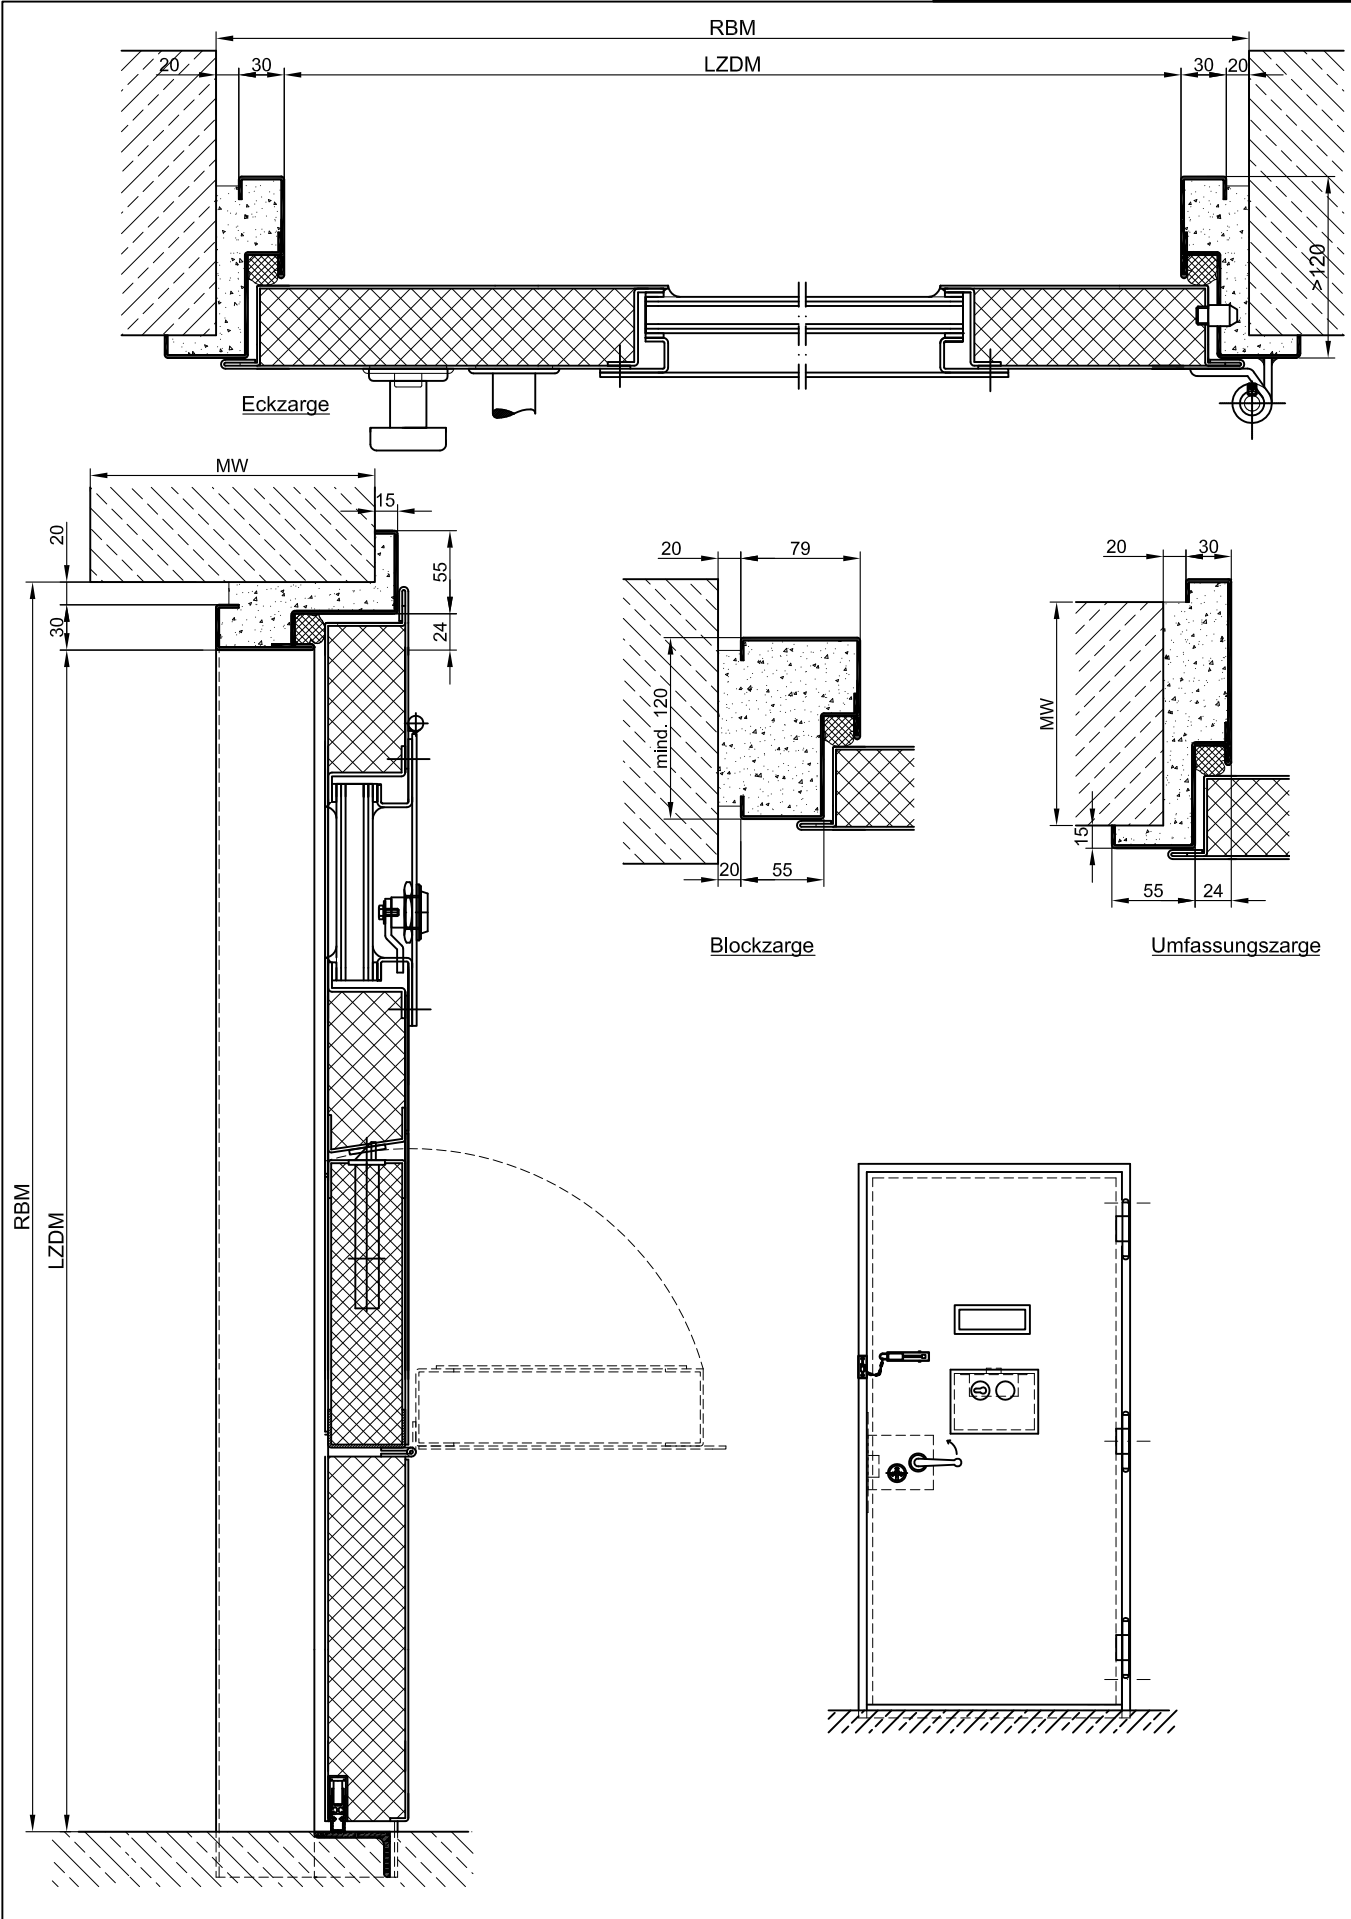 RBM
20 30 LZDM 30 20
>120
Eckzarge
MW
15
20
55
30
24
RBM
LZDM
20 79
mind. 120
20 55
Blockzarge
20 30
MW
15
55 24
Umfassungszarge